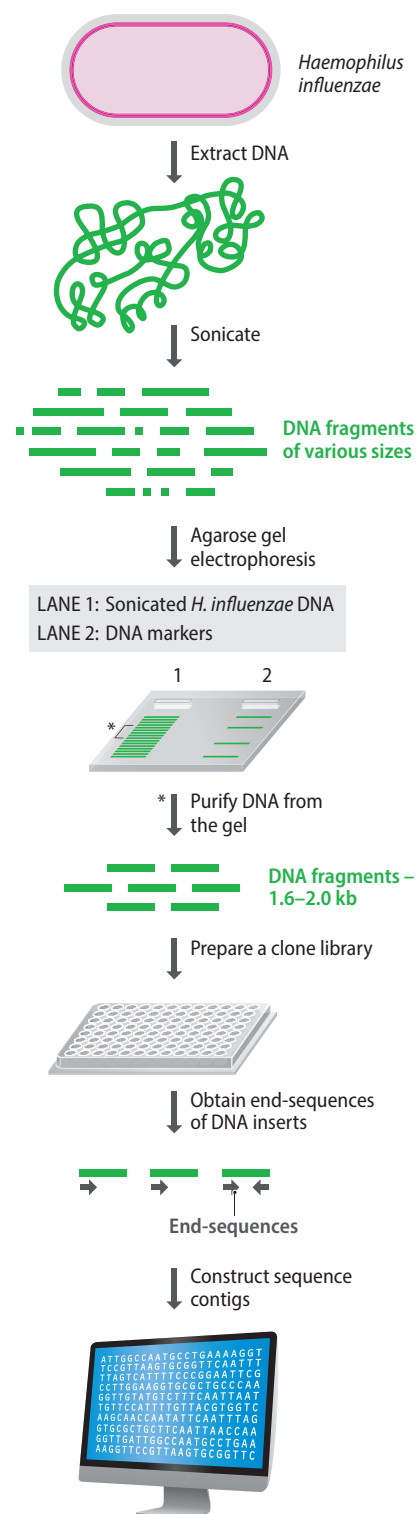 Haemophilus
influenzae
Extract DNA
Sonicate
DNA fragments
of various sizes
Agarose gel
electrophoresis
LANE 1: Sonicated H. influenzae DNA
LANE 2: DNA markers
1 2
*
* Purify DNA from
the gel
DNA fragments –
1.6–2.0 kb
Prepare a clone library
Obtain end-sequences
of DNA inserts
End-sequences
Construct sequence
contigs
ATTGGCCAATGCCTGAAAAGGT
TCCGTTAAGTGCGGTTCAATTT
TTAGTCATTTTCCCGGAATTCG
CCTTGGAAGGTGCGCTGCCCAA
GGTTGTATGTCTTTCAATTAAT
TGTTCCATTTTGTTACGTGGTC
AAGCAACCAATATTCAATTTAG
GTGCGCTGCTTCAATTAACCAA
GGTTGATTGGCCAATGCCTGAA
AAGGTTCCGTTAAGTGCGGTTC